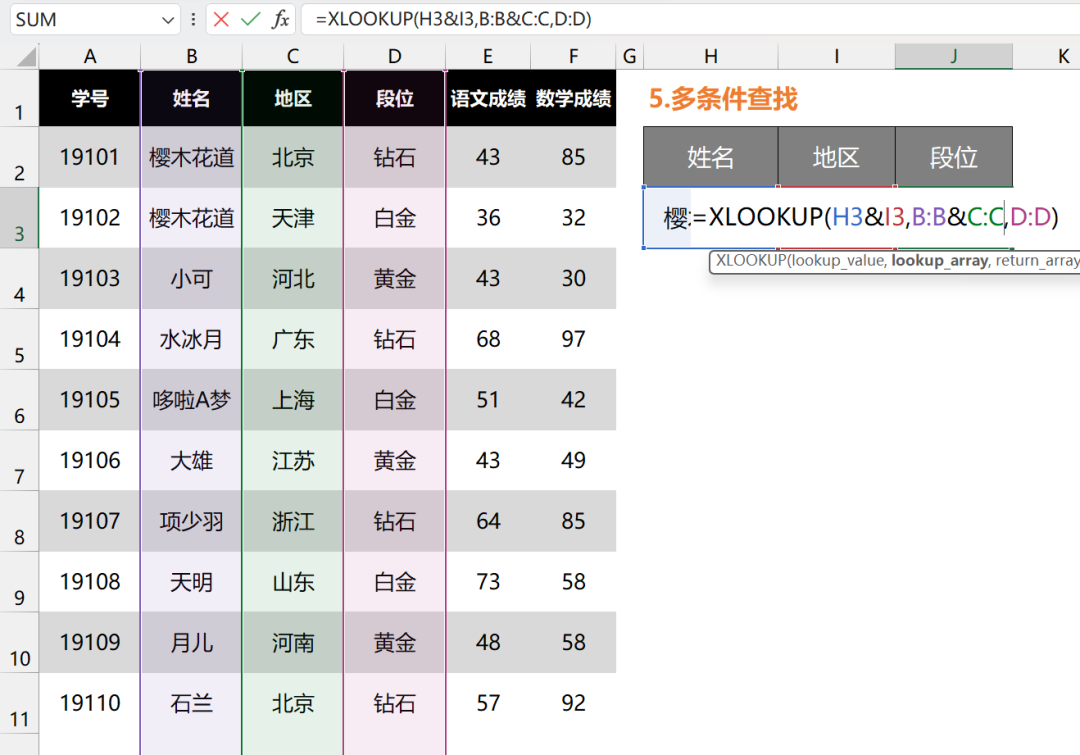 SUM fx =XLOOKUP(H3&I3,B:B&C:C,D:D)
A B C D E F G H I J K
1 学号 姓名 地区 段位 语文成绩 数学成绩 5.多条件查找
2 19101 樱木花道 北京 钻石 43 85 姓名 地区 段位
3 19102 樱木花道 天津 白金 36 32 樱=XLOOKUP(H3&I3,B:B&C:C,D:D)
XLOOKUP(lookup_value, lookup_array, return_array
4 19103 小可 河北 黄金 43 30
5 19104 水冰月 广东 钻石 68 97
6 19105 哆啦A梦 上海 白金 51 42
7 19106 大雄 江苏 黄金 43 49
8 19107 项少羽 浙江 钻石 64 85
9 19108 天明 山东 白金 73 58
10 19109 月儿 河南 黄金 48 58
11 19110 石兰 北京 钻石 57 92